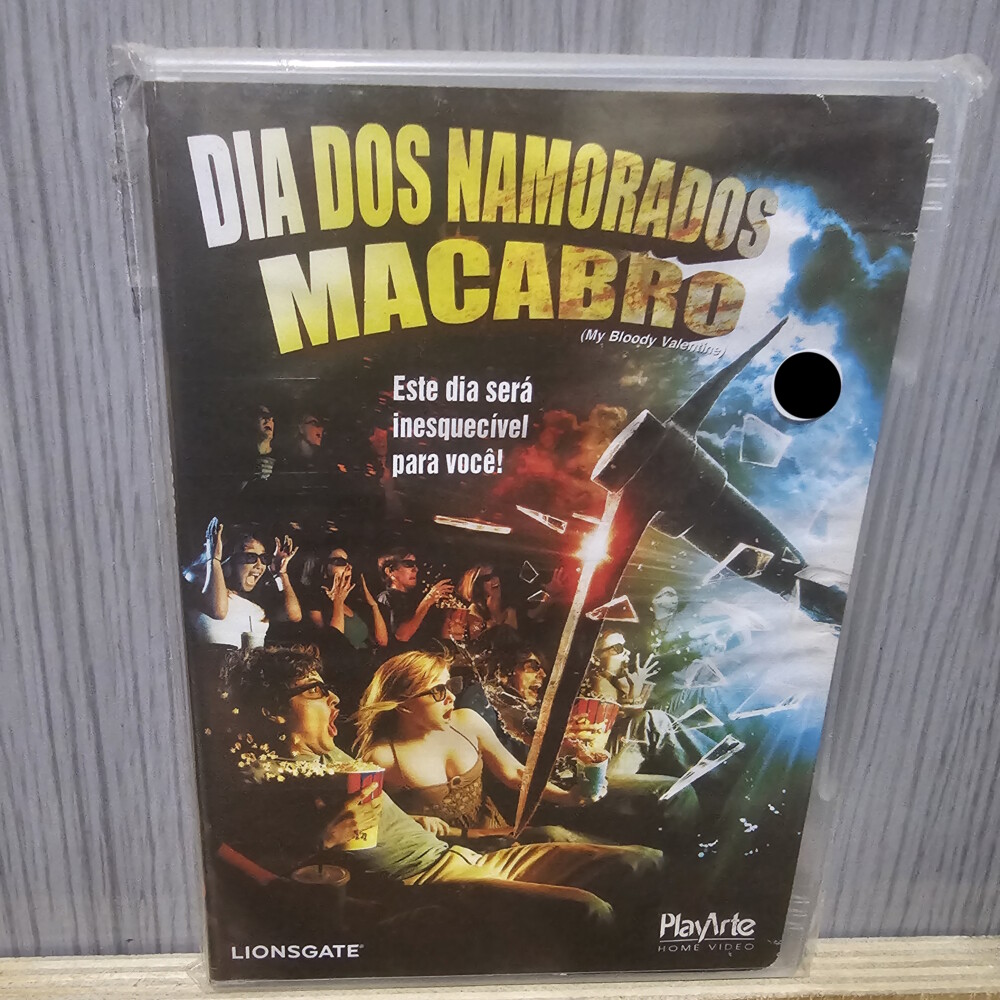 DIA DOS NAMORADOS
MACABRO
(My Bloody Valentine)
Este dia será
inesquecível
para você!
LIONSGATE®
PlayArte
HOME VIDEO